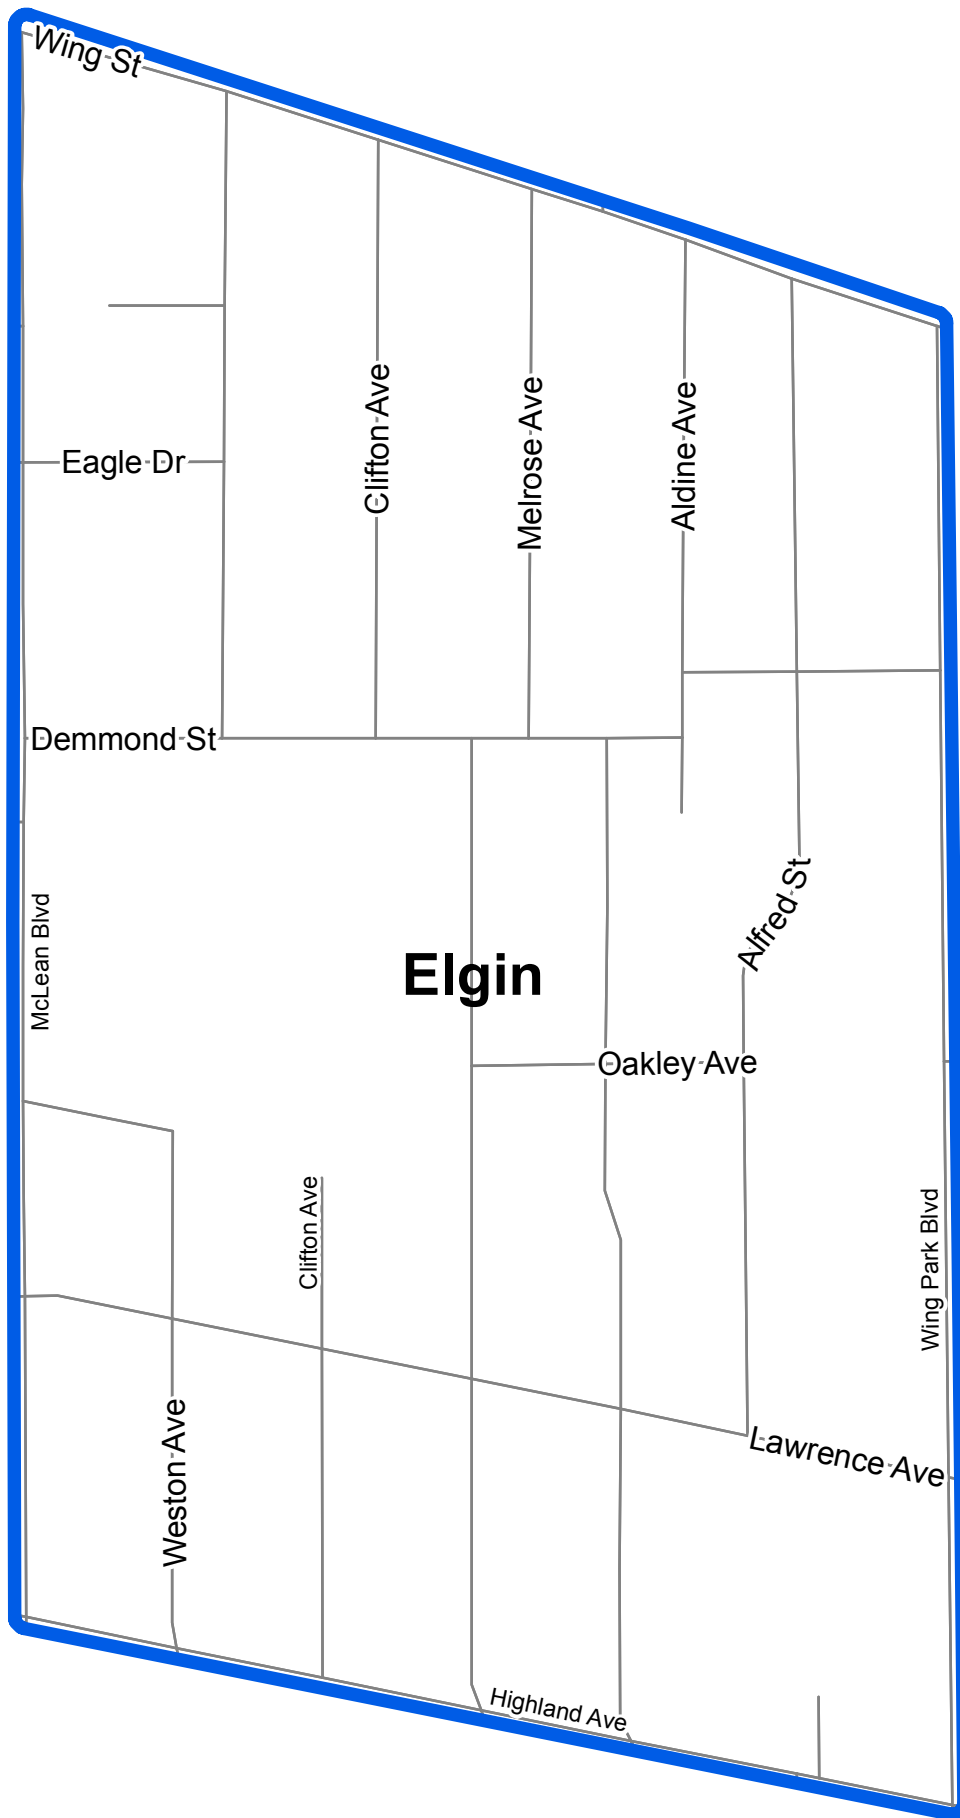 Wing St
Clifton Ave
Melrose Ave
Aldine Ave
Eagle Dr
Demmond St
Alfred St
McLean Blvd
Elgin
Oakley Ave
Clifton Ave
Wing Park Blvd
Weston Ave
Lawrence Ave
Highland Ave